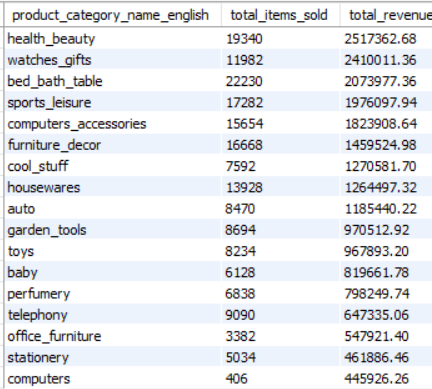 product_category_name_english total_items_sold total_revenue
health_beauty 19340 2517362.68
watches_gifts 11982 2410011.36
bed_bath_table 22230 2073977.36
sports_leisure 17282 1976097.94
computers_accessories 15654 1823908.64
furniture_decor 16668 1459524.98
cool_stuff 7592 1270581.70
housewares 13928 1264497.32
auto 8470 1185440.22
garden_tools 8694 970512.92
toys 8234 967893.20
baby 6128 819661.78
perfumery 6838 798249.74
telephony 9090 647335.06
office_furniture 3382 547921.40
stationery 5034 461886.46
computers 406 445926.26